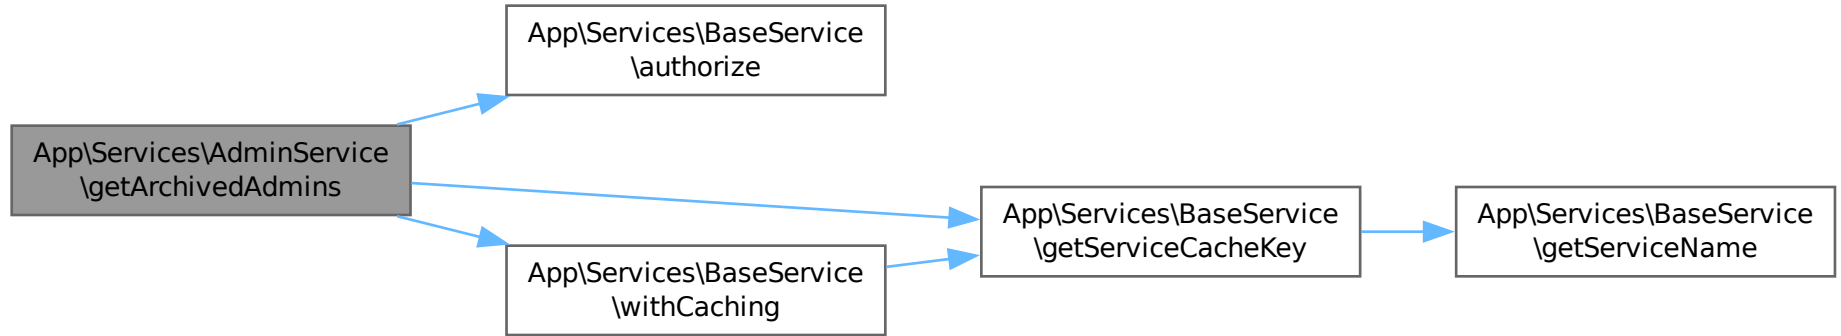 App\Services\BaseService
\authorize
App\Services\AdminService
\getArchivedAdmins
App\Services\BaseService
\getServiceCacheKey
App\Services\BaseService
\getServiceName
App\Services\BaseService
\withCaching